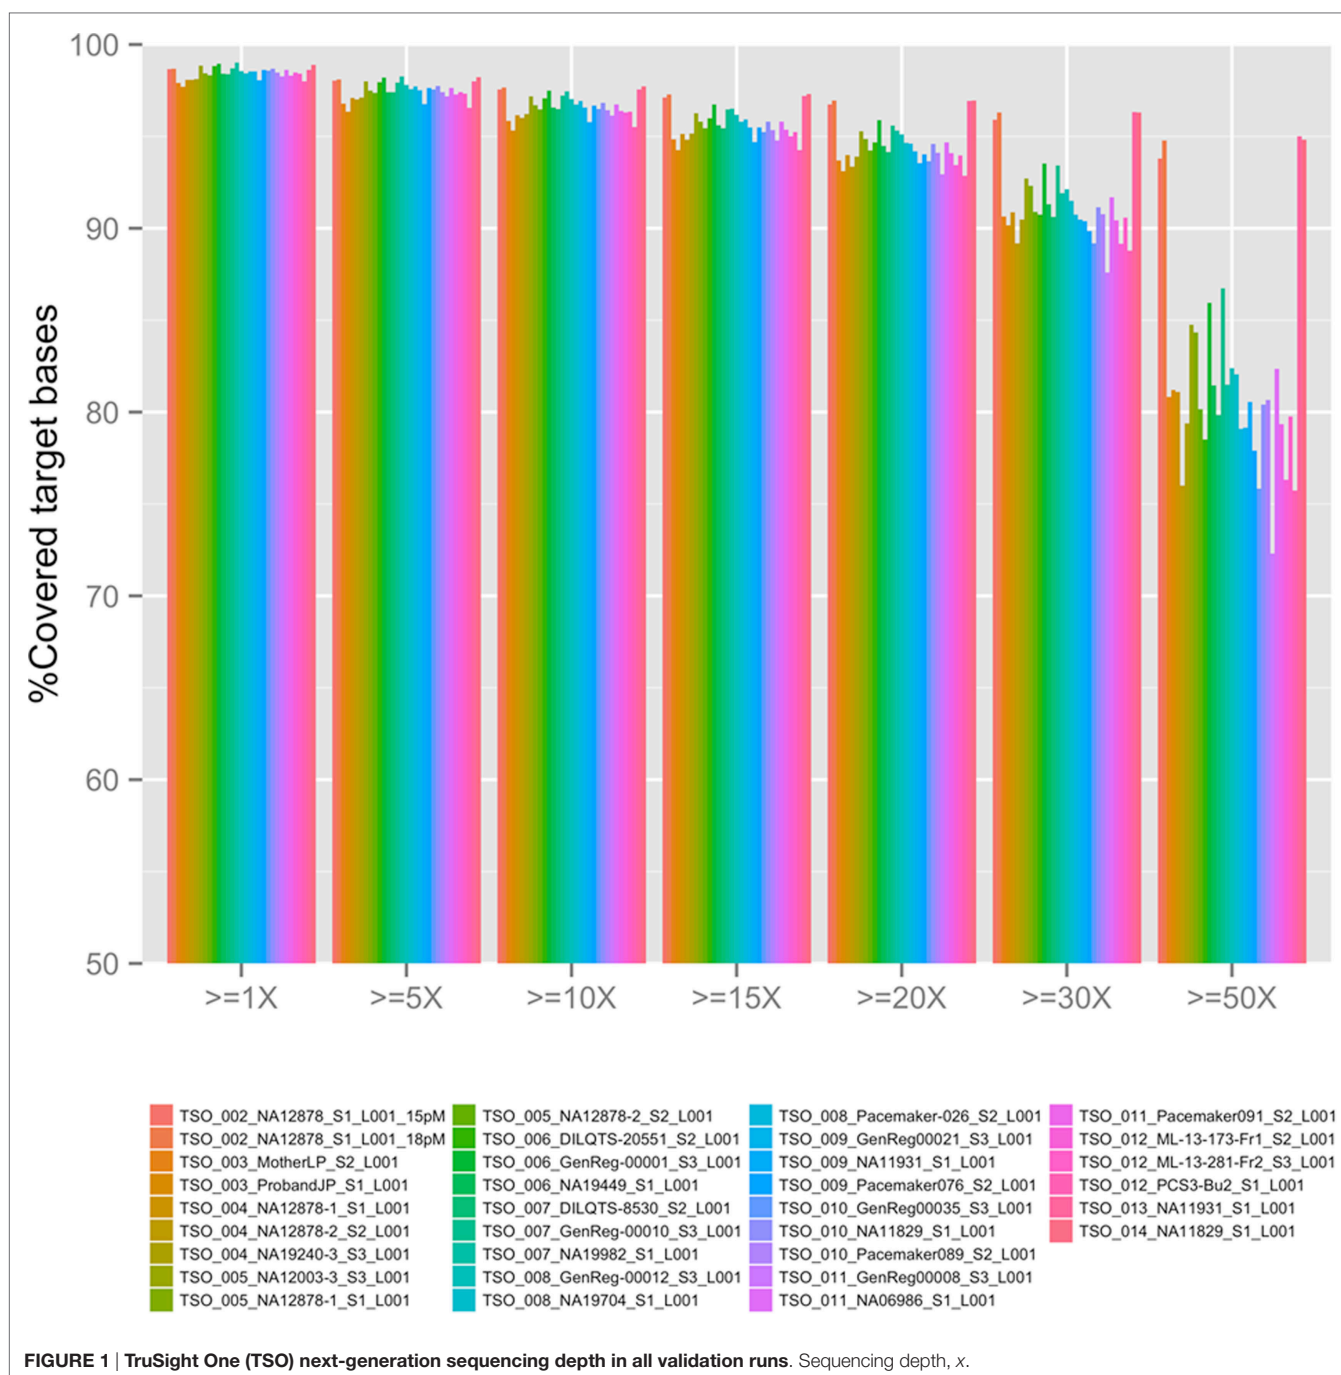 100
90
80
70
60
50
%Covered target bases
>=1X >=5X >=10X >=15X >=20X >=30X >=50X
TSO_002_NA12878_S1_L001_15pM
TSO_002_NA12878_S1_L001_18pM
TSO_003_MotherLP_S2_L001
TSO_003_ProbandJP_S1_L001
TSO_004_NA12878-1_S1_L001
TSO_004_NA12878-2_S2_L001
TSO_004_NA19240-3_S3_L001
TSO_005_NA12003-3_S3_L001
TSO_005_NA12878-1_S1_L001
TSO_005_NA12878-2_S2_L001
TSO_006_DILQTS-20551_S2_L001
TSO_006_GenReg-00001_S3_L001
TSO_006_NA19449_S1_L001
TSO_007_DILQTS-8530_S2_L001
TSO_007_GenReg-00010_S3_L001
TSO_007_NA19982_S1_L001
TSO_008_GenReg-00012_S3_L001
TSO_008_NA19704_S1_L001
TSO_008_Pacemaker-026_S2_L001
TSO_009_GenReg00021_S3_L001
TSO_009_NA11931_S1_L001
TSO_009_Pacemaker076_S2_L001
TSO_010_GenReg00035_S3_L001
TSO_010_NA11829_S1_L001
TSO_010_Pacemaker089_S2_L001
TSO_011_GenReg00008_S3_L001
TSO_011_NA06986_S1_L001
TSO_011_Pacemaker091_S2_L001
TSO_012_ML-13-173-Fr1_S2_L001
TSO_012_ML-13-281-Fr2_S3_L001
TSO_012_PCS3-Bu2_S1_L001
TSO_013_NA11931_S1_L001
TSO_014_NA11829_S1_L001
FIGURE 1 | TruSight One (TSO) next-generation sequencing depth in all validation runs. Sequencing depth, x.